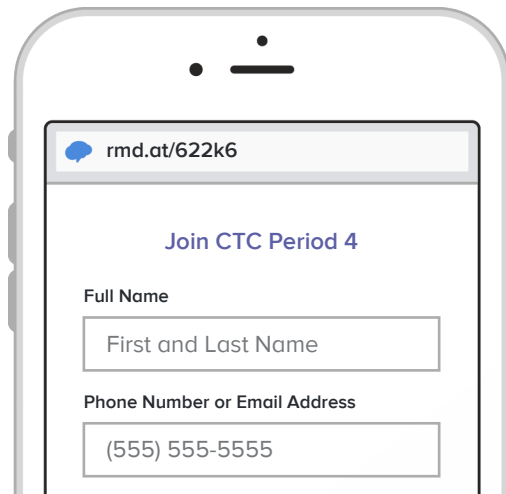 rmd.at/622k6
Join CTC Period 4
Full Name
First and Last Name
Phone Number or Email Address
(555) 555-5555